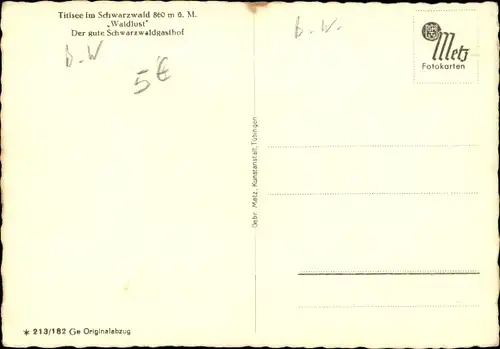 Titisee im Schwarzwald 860 m ü. M.
„Waldlust"
Der gute Schwarzwaldgasthof
B-W
5€
B.-W.
Metz
Fotokarten
Gebr. Metz, Kunstanstalt, Tübingen
* 213/182 Ge Originalabzug